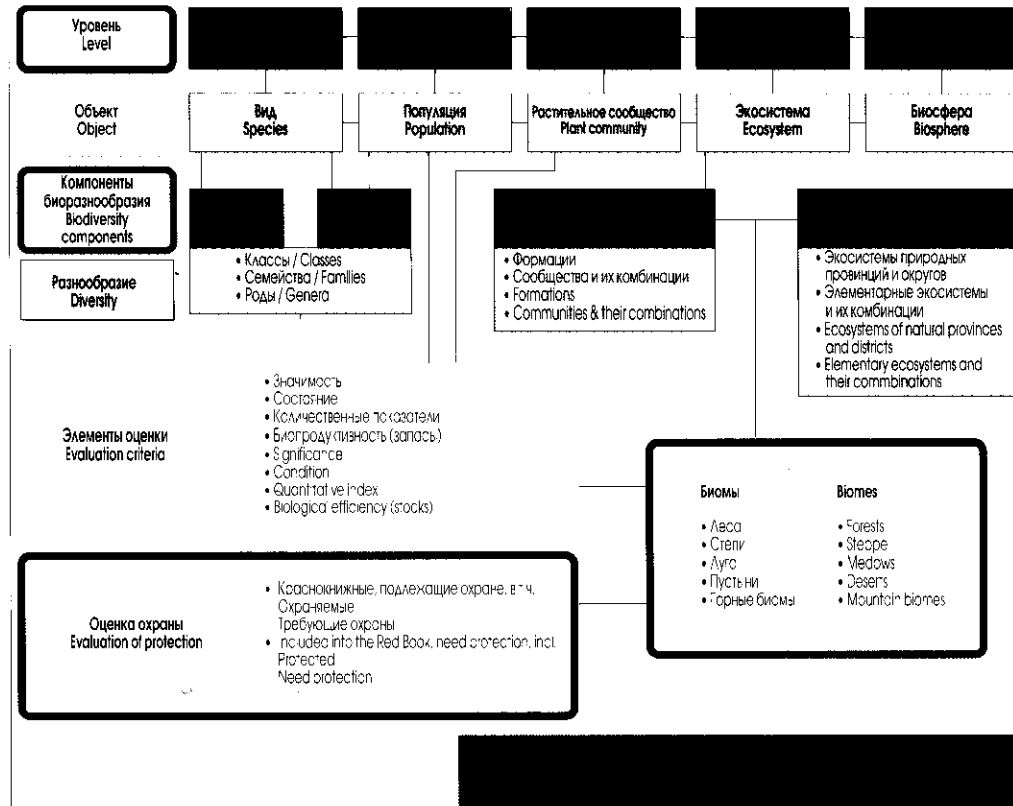 Уровень
Level
Объект
Object
Вид
Species
Популяция
Population
Растительное сообщество
Plant community
Экосистема
Ecosystem
Биосфера
Biosphere
Компоненты
биоразнообразия
Biodiversity
components
Разнообразие
Diversity
• Классы / Classes
• Семейства / Families
• Роды / Genera
• Формации
• Сообщества и их комбинации
• Formations
• Communities & their combinations
• Экосистемы природных
провинций и округов
• Элементарные экосистемы
и их комбинации
• Ecosystems of natural provinces
and districts
• Elementary ecosystems and
their commbinations
Элементы оценки
Evaluation criteria
• Значимость
• Состояние
• Количественные показатели
• Биопродуктивность (запасы)
• Significance
• Condition
• Quantitative index
• Biological efficiency (stocks)
Биомы
• Леса
• Степи
• Луга
• Пустыни
• Горные биомы
Biomes
• Forests
• Steppe
• Medows
• Deserts
• Mountain biomes
Оценка охраны
Evaluation of protection
• Краснокнижные, подлежащие охране, в т.ч.
Охраняемые
Требующие охраны
• Included into the Red Book, need protection, incl.
Protected
Need protection